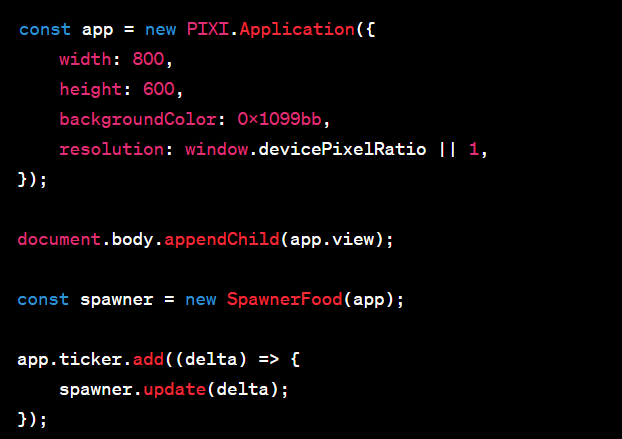 const app = new PIXI.Application({
    width: 800,
    height: 600,
    backgroundColor: 0x1099bb,
    resolution: window.devicePixelRatio || 1,
});

document.body.appendChild(app.view);

const spawner = new SpawnerFood(app);

app.ticker.add((delta) => {
    spawner.update(delta);
});